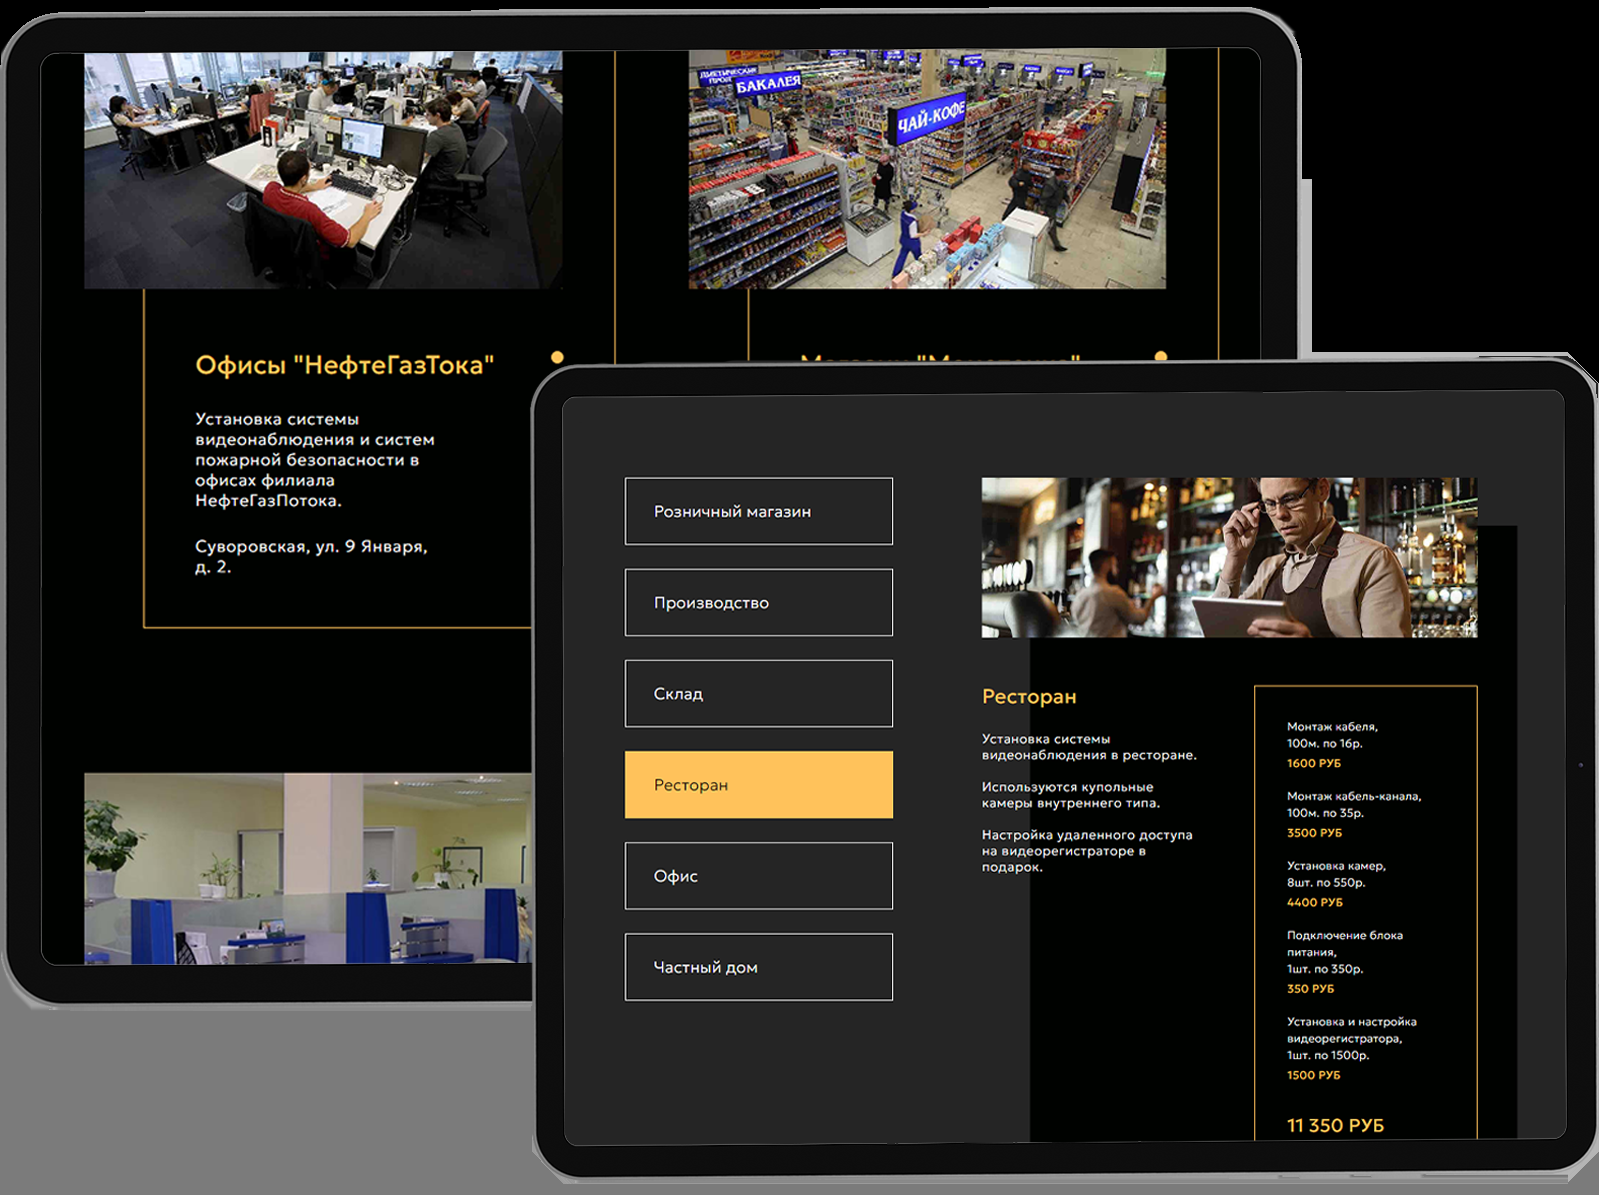 ДИЕТИЧЕСКИЕ
БАКАЛЕЯ
ЧАЙ-КОФЕ
Офисы "НефтеГазТока"
Установка системы
видеонаблюдения и систем
пожарной безопасности в
офисах филиала
НефтеГазПотока.
Суворовская, ул. 9 Января,
д. 2.
Розничный магазин
Производство
Склад
Ресторан
Офис
Частный дом
Ресторан
Установка системы
видеонаблюдения в ресторане.
Используются купольные
камеры внутреннего типа.
Настройка удаленного доступа
на видеорегистраторе в
подарок.
Монтаж кабеля,
100м. по 16р.
1600 РУБ
Монтаж кабель-канала,
100м. по 35р.
3500 РУБ
Установка камер,
8шт. по 550р.
4400 РУБ
Подключение блока
питания,
1шт. по 350р.
350 РУБ
Установка и настройка
видеорегистратора,
1шт. по 1500р.
1500 РУБ
11 350 РУБ